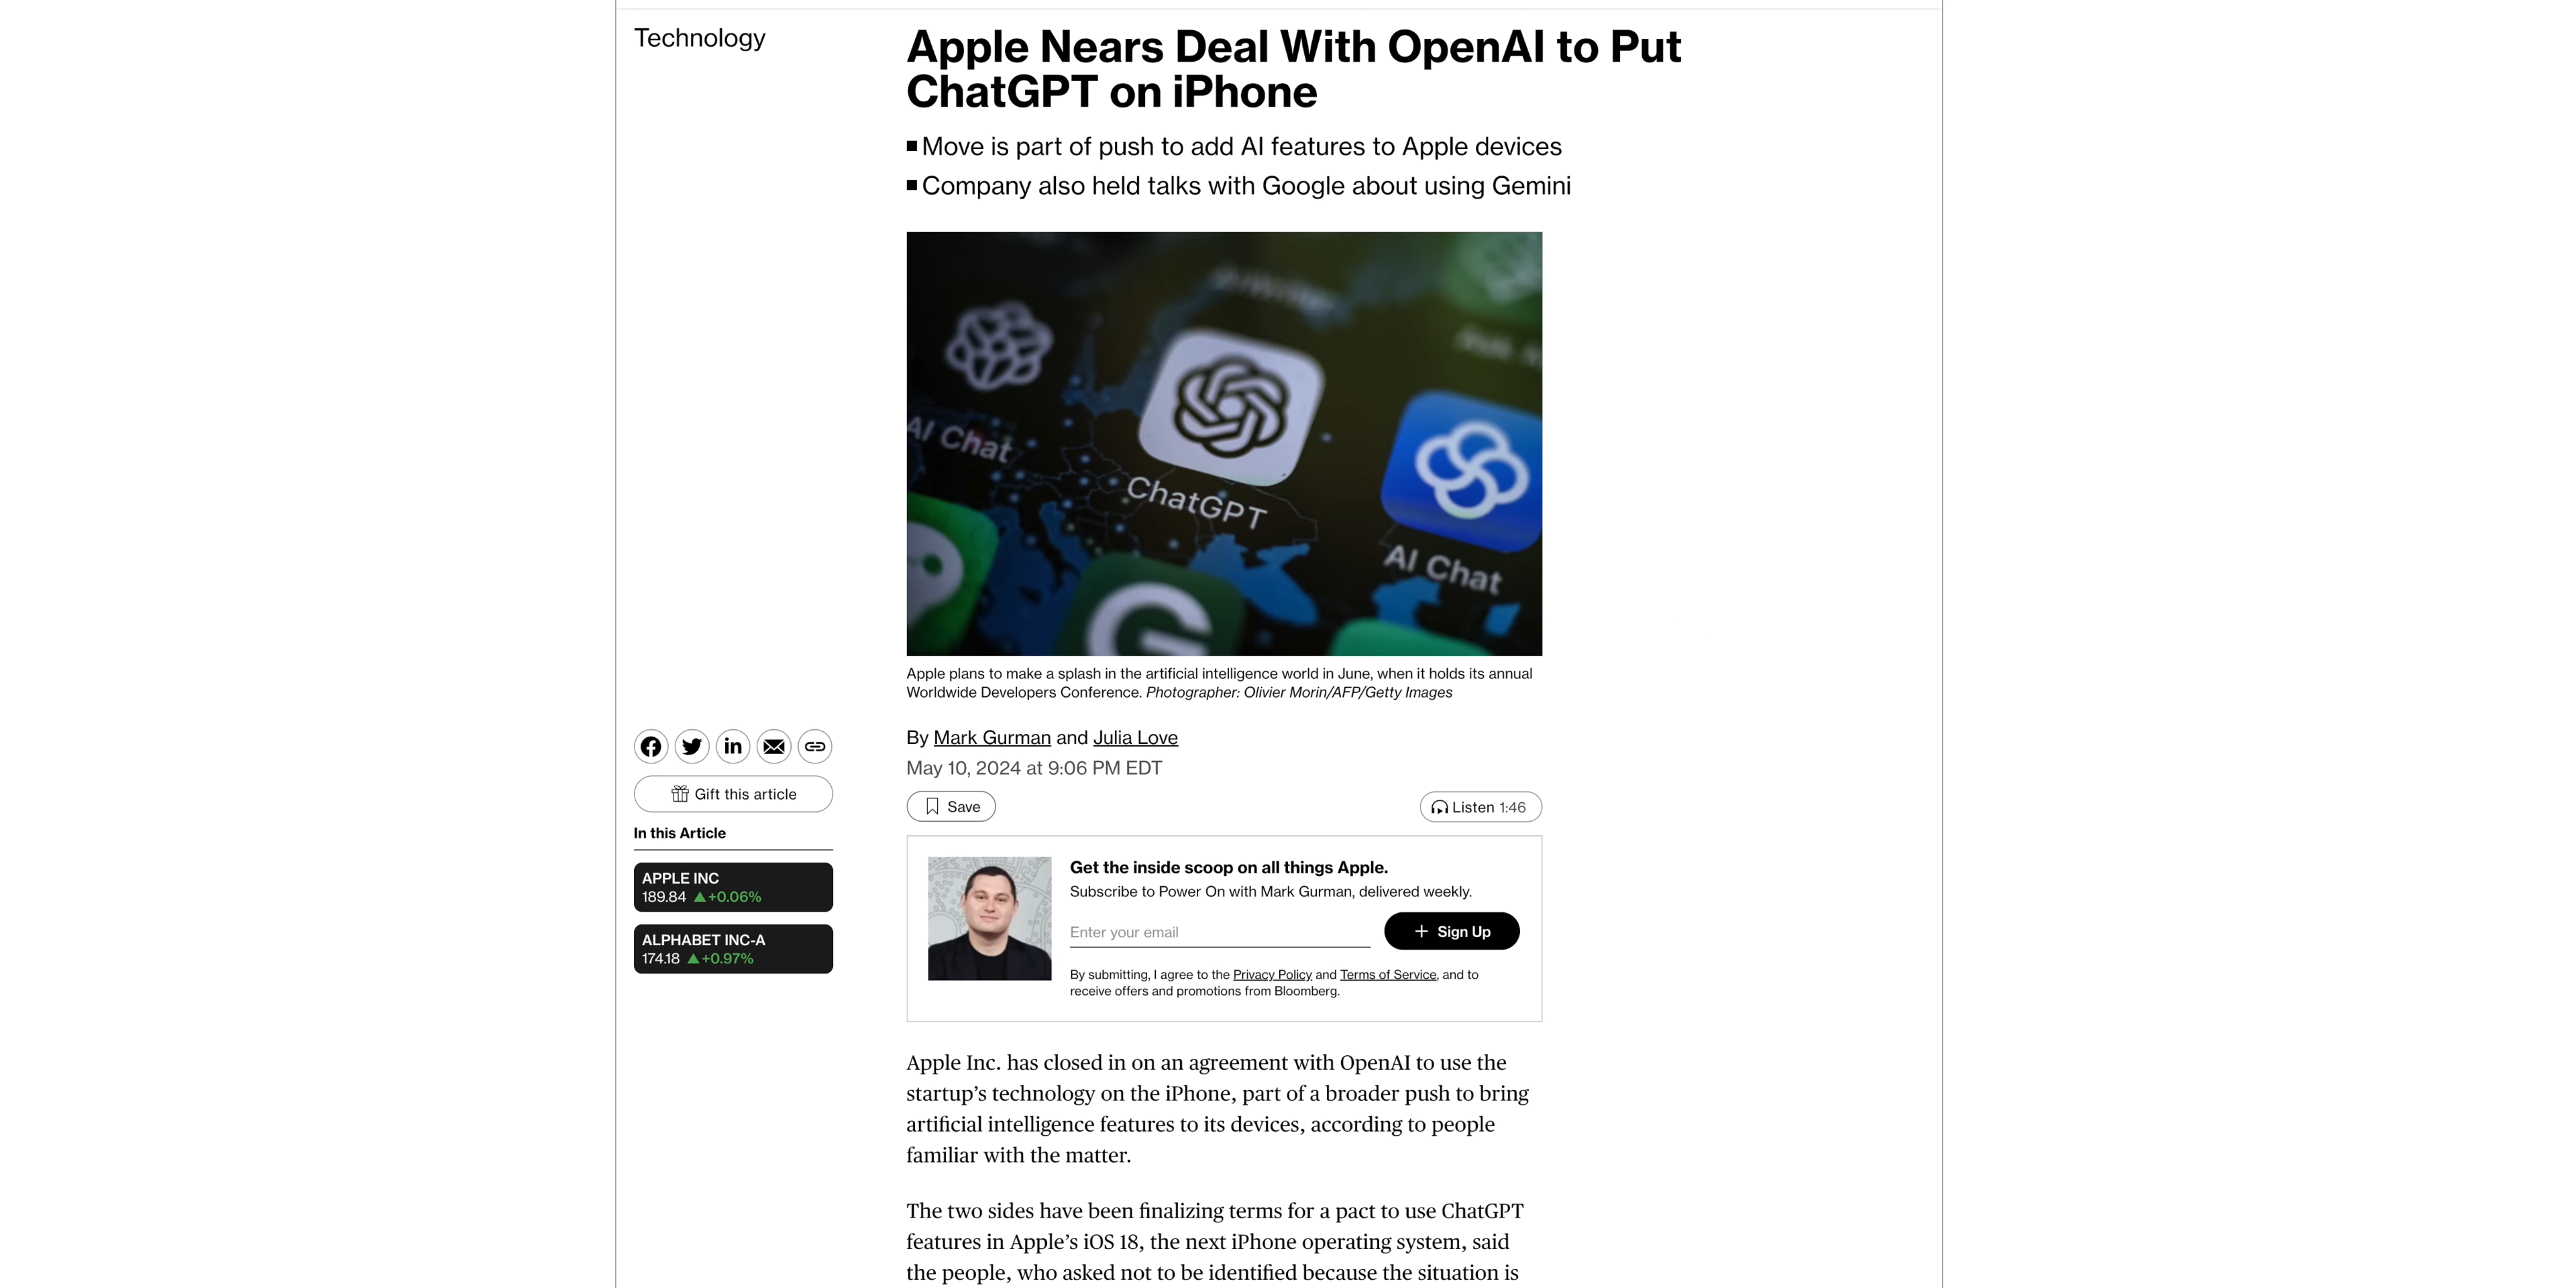 Technology
Apple Nears Deal With OpenAI to Put
ChatGPT on iPhone
Move is part of push to add AI features to Apple devices
Company also held talks with Google about using Gemini
AI Chat
ChatGPT
AI Chat
Apple plans to make a splash in the artificial intelligence world in June, when it holds its annual
Worldwide Developers Conference. Photographer: Olivier Morin/AFP/Getty Images
By Mark Gurman and Julia Love
May 10, 2024 at 9:06 PM EDT
Save
Listen 1:46
Gift this article
In this Article
APPLE INC
189.84 ▲+0.06%
ALPHABET INC-A
174.18 ▲+0.97%
Get the inside scoop on all things Apple.
Subscribe to Power On with Mark Gurman, delivered weekly.
Enter your email
+ Sign Up
By submitting, I agree to the Privacy Policy and Terms of Service, and to
receive offers and promotions from Bloomberg.
Apple Inc. has closed in on an agreement with OpenAI to use the
startup’s technology on the iPhone, part of a broader push to bring
artificial intelligence features to its devices, according to people
familiar with the matter.
The two sides have been finalizing terms for a pact to use ChatGPT
features in Apple’s iOS 18, the next iPhone operating system, said
the people, who asked not to be identified because the situation is